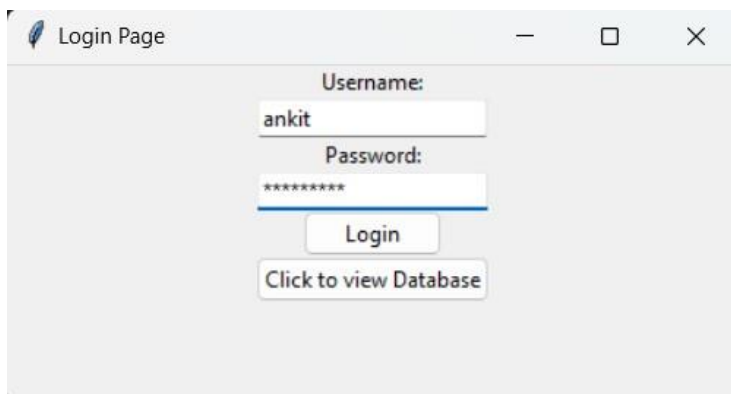 Login Page
Username:
ankit
Password:
*********
Login
Click to view Database